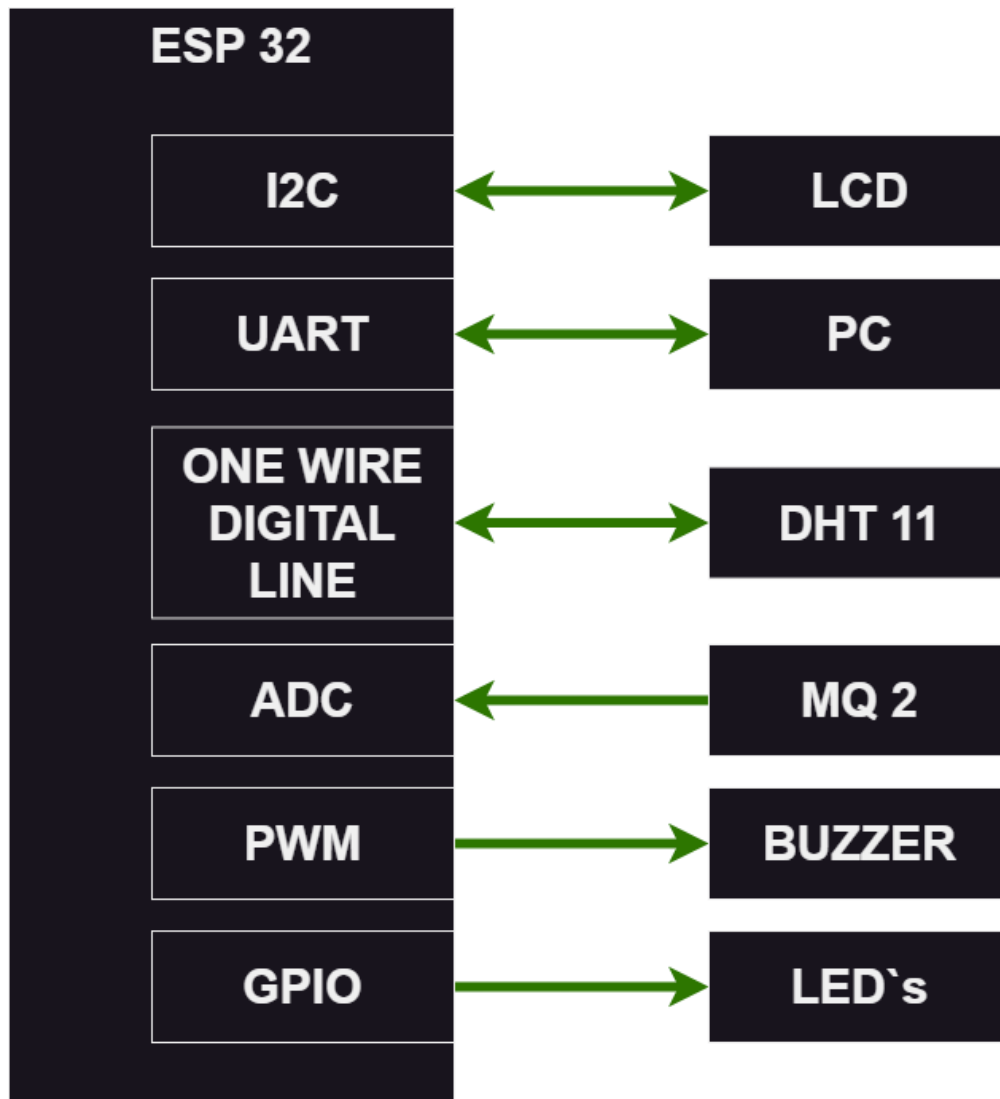 ESP 32
I2C
LCD
UART
PC
ONE WIRE
DIGITAL
LINE
DHT 11
ADC
MQ 2
PWM
BUZZER
GPIO
LED`s